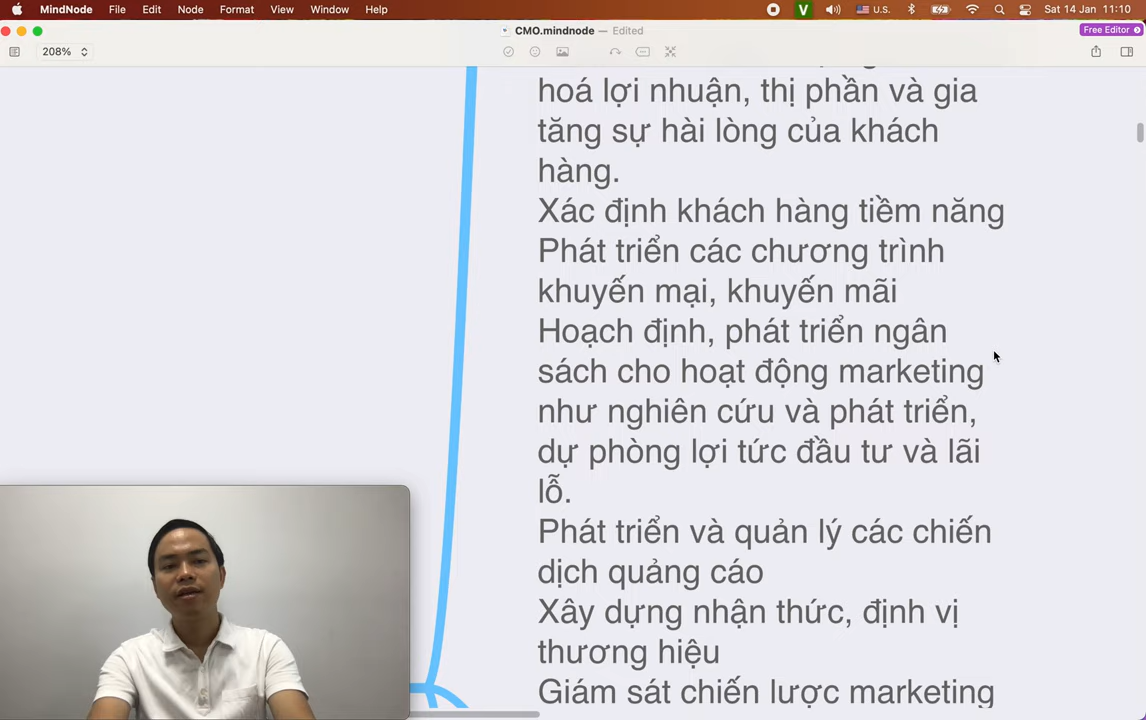 MindNode File Edit Node Format View Window Help V U.S. Sat 14 Jan 11:10
CMO.mindnode — Edited
Free Editor
208%
hoá lợi nhuận, thị phần và gia
tăng sự hài lòng của khách
hàng.
Xác định khách hàng tiềm năng
Phát triển các chương trình
khuyến mại, khuyến mãi
Hoạch định, phát triển ngân
sách cho hoạt động marketing
như nghiên cứu và phát triển,
dự phòng lợi tức đầu tư và lãi
lỗ.
Phát triển và quản lý các chiến
dịch quảng cáo
Xây dựng nhận thức, định vị
thương hiệu
Giám sát chiến lược marketing